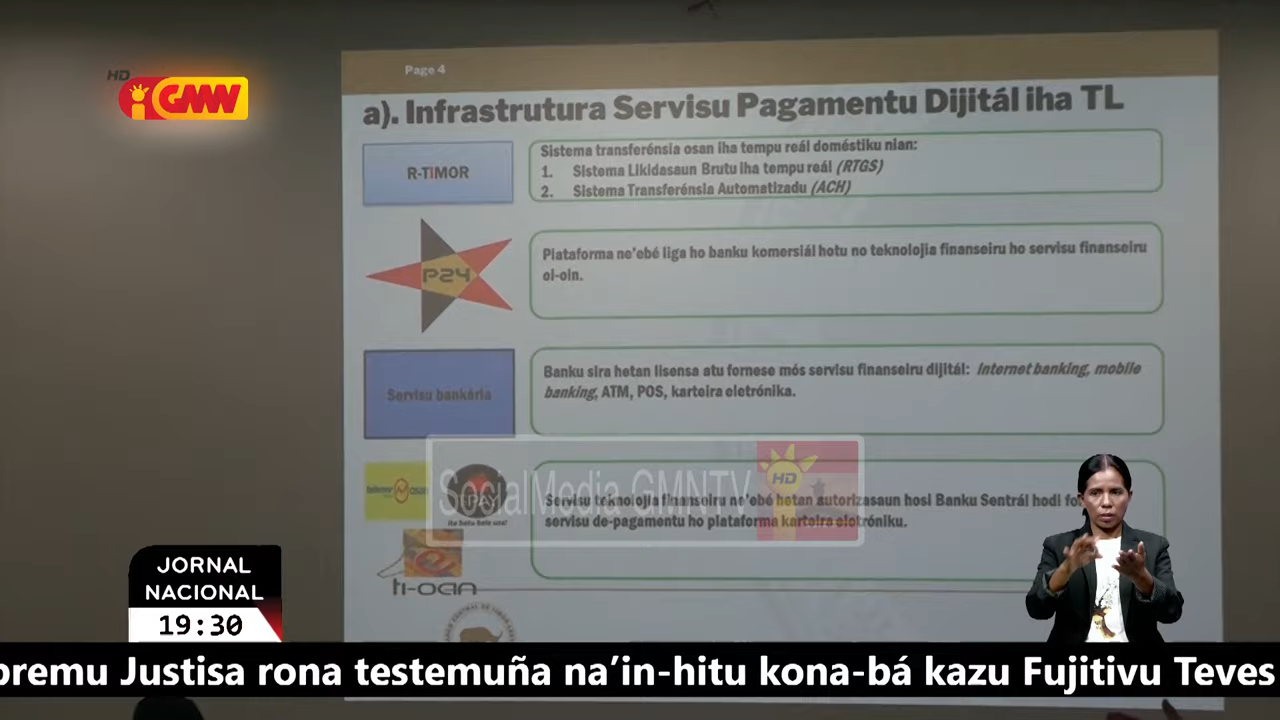 HD
GMN
Page 4
a). Infrastrutura Servisu Pagamentu Dijitál iha TL
R-TIMOR
Sistema transferénsia osan iha tempu reál doméstiku nian:
1. Sistema Likidasaun Brutu iha tempu reál (RTGS)
2. Sistema Transferénsia Automatizadu (ACH)
P24
Plataforma ne'ebé liga ho banku komersiál hotu no teknolojia finanseiru ho servisu finanseiru
ol-oin.
Servisu bankária
Banku sira hetan lisensa atu fornese mós servisu finanseiru dijitál: Internet banking, mobile
banking, ATM, POS, karteira eletrónika.
SocialMedia GMNTV
HD
Servisu teknolojia finanseiru ne'ebé hetan autorizasaun hosi Banku Sentrál hodi
servisu de-pagamentu ho plataforma karteira eletróniku.
ti-osan
JORNAL
NACIONAL
19:30
premu Justisa rona testemuña na'in-hitu kona-bá kazu Fujitivu Teves